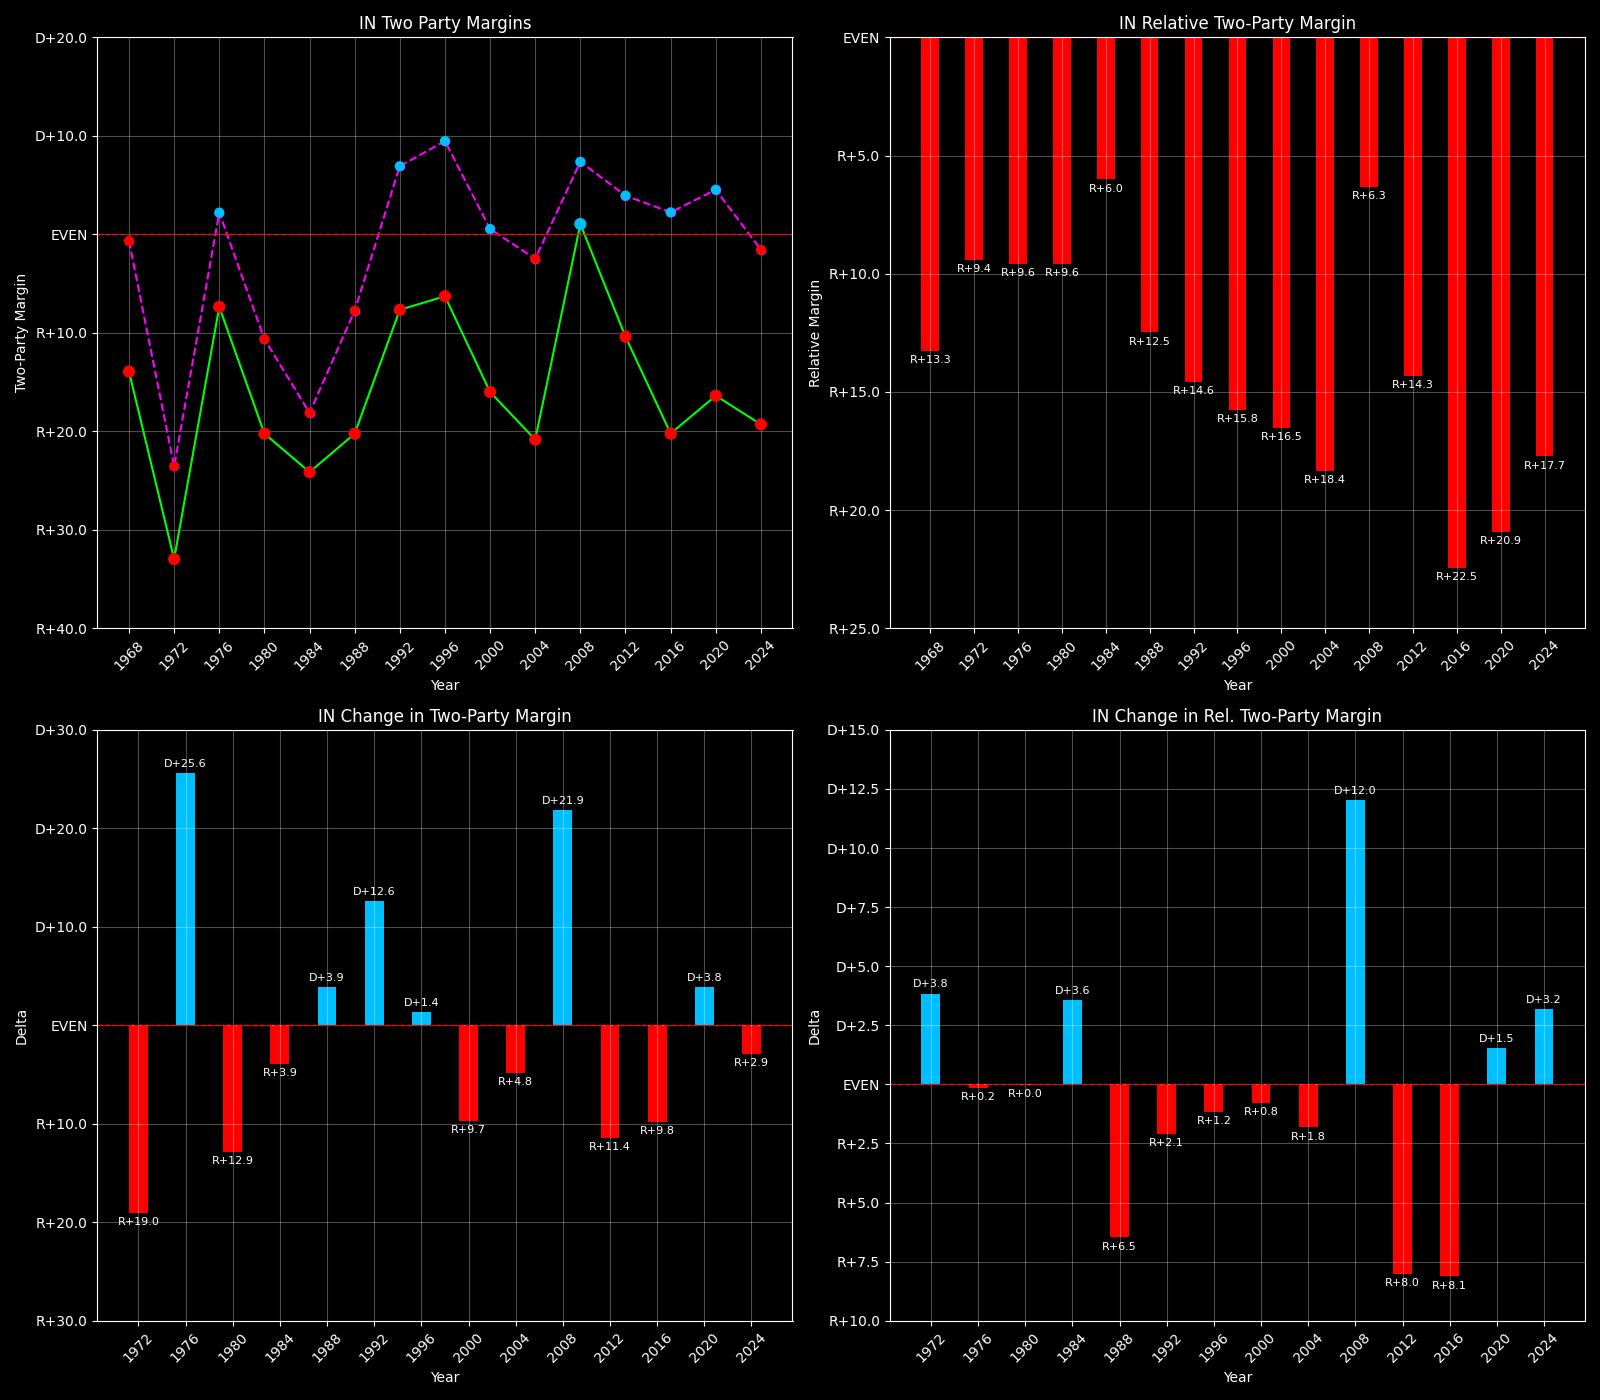 IN Two Party Margins
D+20.0
D+10.0
EVEN
R+10.0
R+20.0
R+30.0
R+40.0
Two-Party Margin
1968 1972 1976 1980 1984 1988 1992 1996 2000 2004 2008 2012 2016 2020 2024
Year
IN Relative Two-Party Margin
EVEN
R+5.0
R+10.0
R+15.0
R+20.0
R+25.0
Relative Margin
R+13.3
R+9.4
R+9.6
R+9.6
R+6.0
R+12.5
R+14.6
R+15.8
R+16.5
R+18.4
R+6.3
R+14.3
R+22.5
R+20.9
R+17.7
1968 1972 1976 1980 1984 1988 1992 1996 2000 2004 2008 2012 2016 2020 2024
Year
IN Change in Two-Party Margin
D+30.0
D+20.0
D+10.0
EVEN
R+10.0
R+20.0
R+30.0
Delta
R+19.0
D+25.6
R+12.9
R+3.9
D+3.9
D+12.6
D+1.4
R+9.7
R+4.8
D+21.9
R+11.4
R+9.8
D+3.8
R+2.9
1972 1976 1980 1984 1988 1992 1996 2000 2004 2008 2012 2016 2020 2024
Year
IN Change in Rel. Two-Party Margin
D+15.0
D+12.5
D+10.0
D+7.5
D+5.0
D+2.5
EVEN
R+2.5
R+5.0
R+7.5
R+10.0
Delta
D+3.8
R+0.2
R+0.0
D+3.6
R+6.5
R+2.1
R+1.2
R+0.8
R+1.8
D+12.0
R+8.0
R+8.1
D+1.5
D+3.2
1972 1976 1980 1984 1988 1992 1996 2000 2004 2008 2012 2016 2020 2024
Year